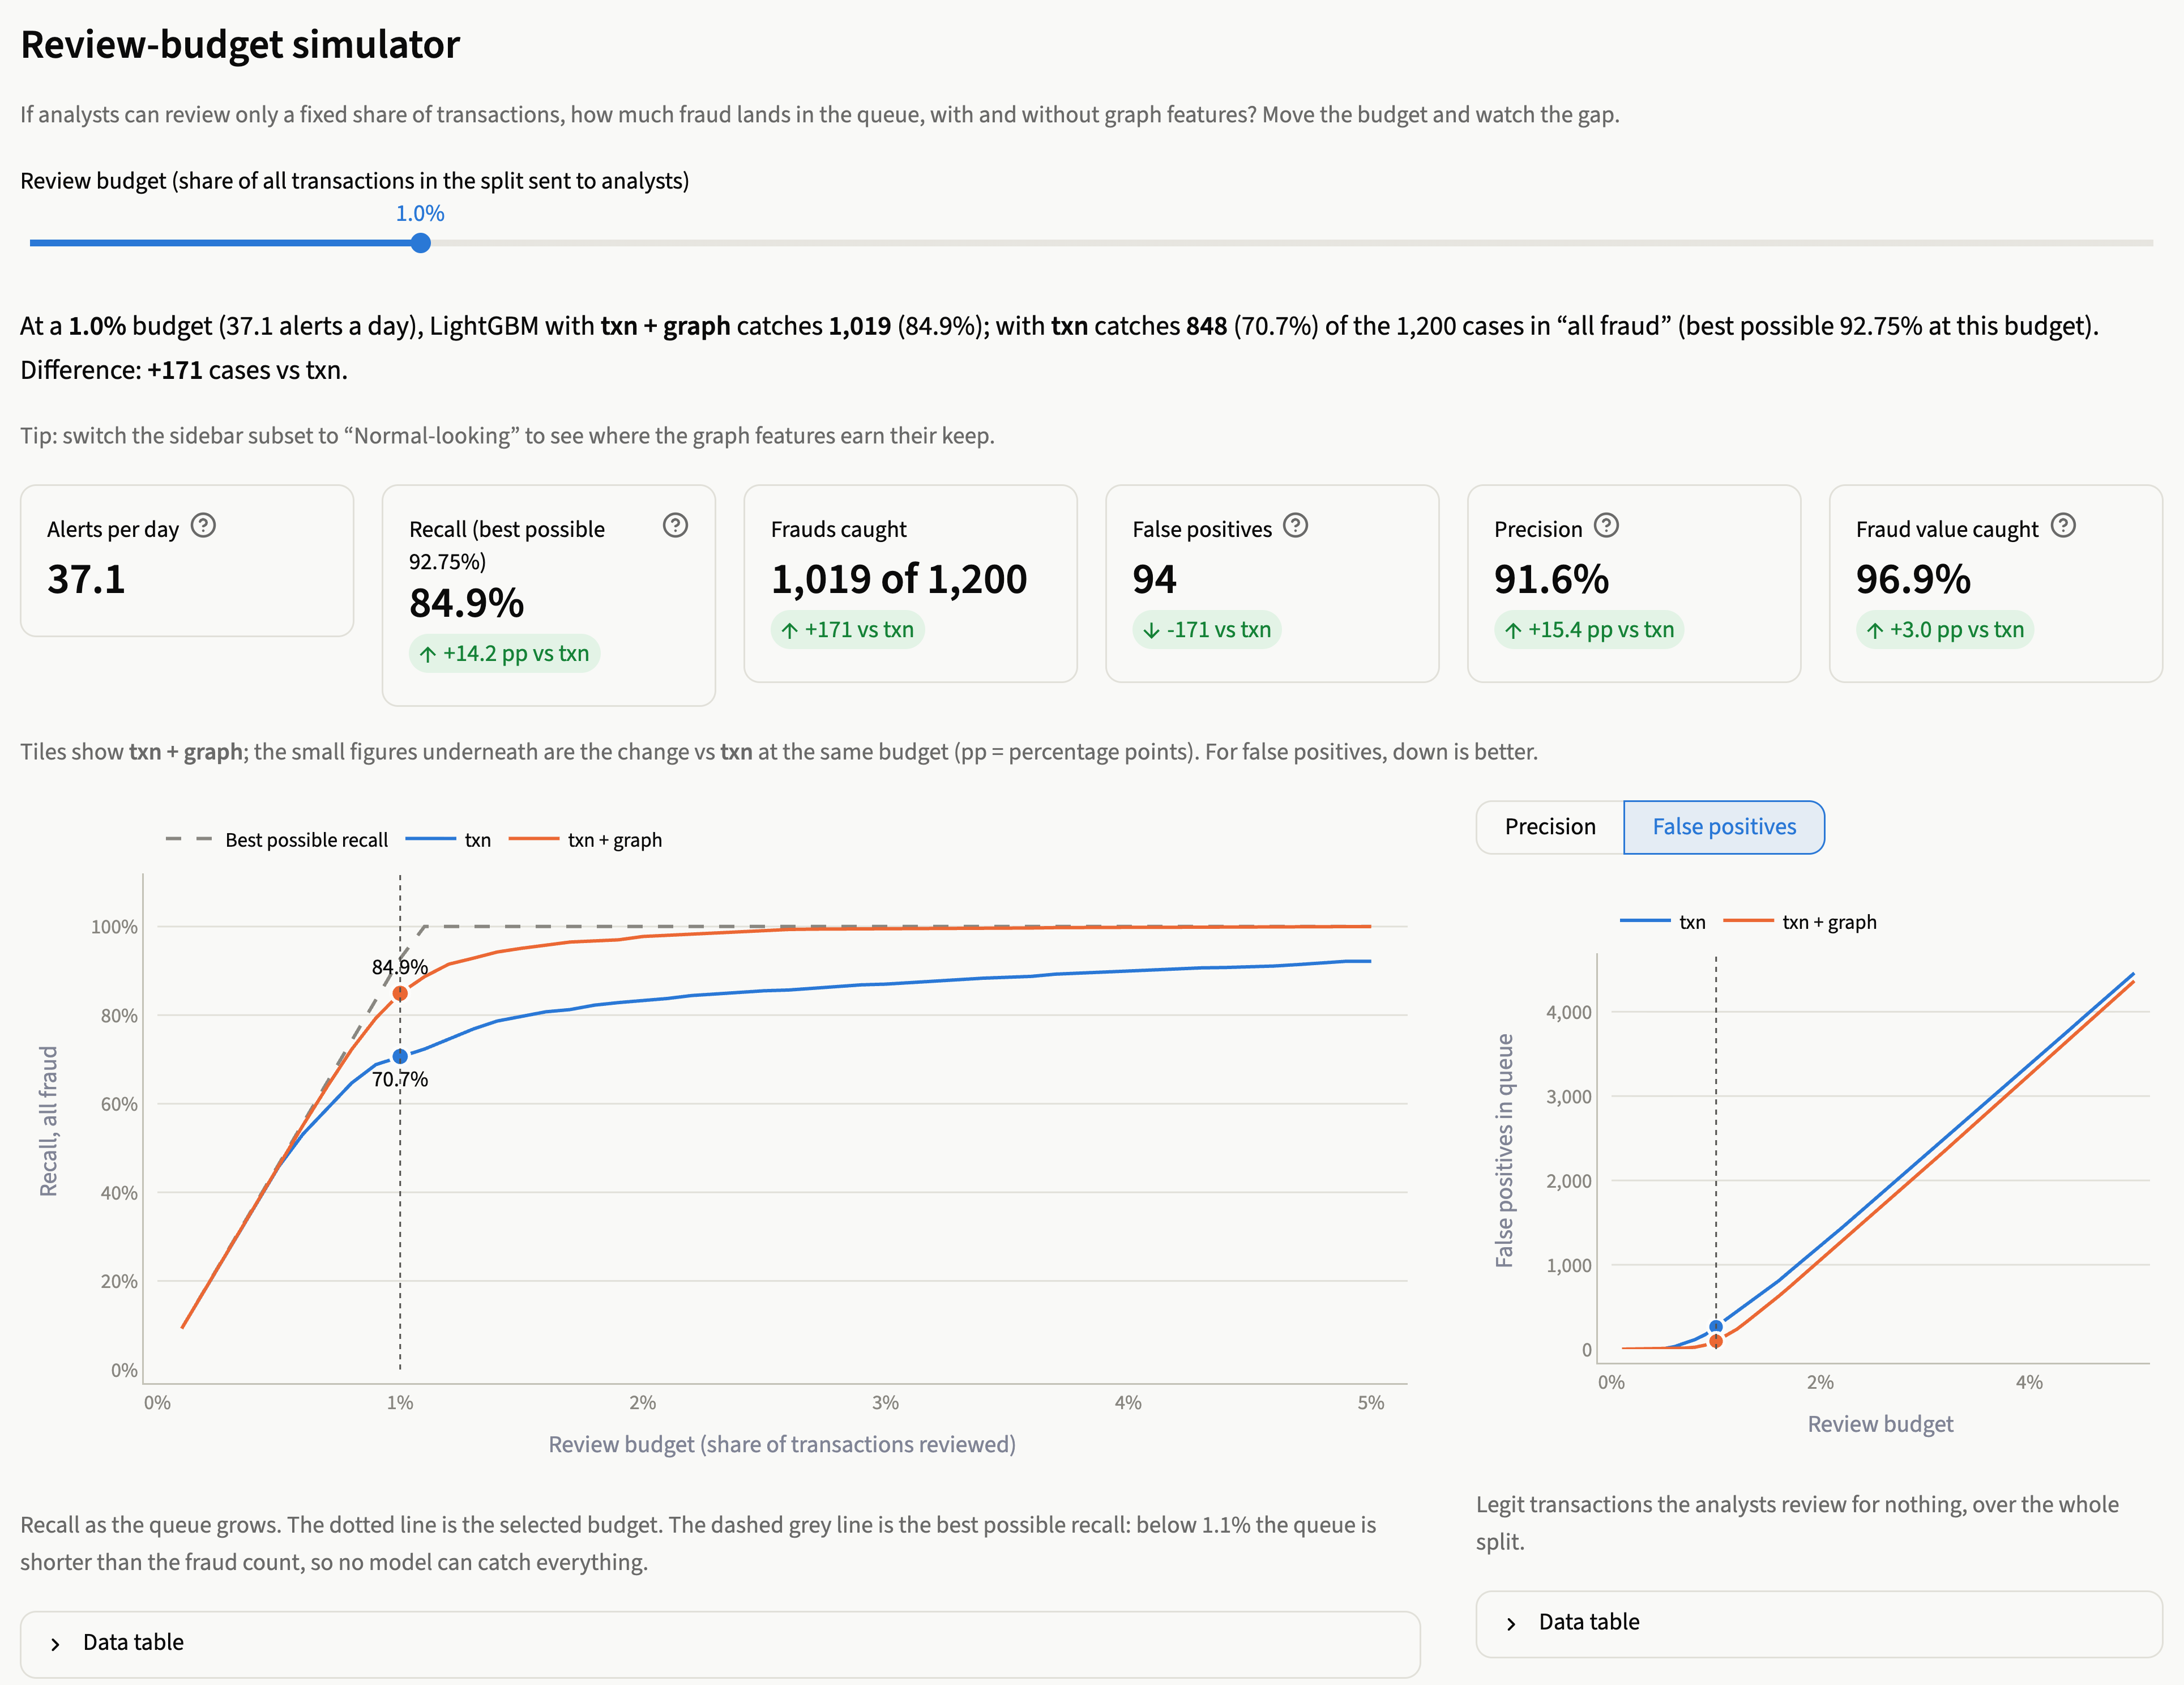 Review-budget simulator
If analysts can review only a fixed share of transactions, how much fraud lands in the queue, with and without graph features? Move the budget and watch the gap.
Review budget (share of all transactions in the split sent to analysts)
1.0%
At a 1.0% budget (37.1 alerts a day), LightGBM with txn + graph catches 1,019 (84.9%); with txn catches 848 (70.7%) of the 1,200 cases in “all fraud” (best possible 92.75% at this budget).
Difference: +171 cases vs txn.
Tip: switch the sidebar subset to “Normal-looking” to see where the graph features earn their keep.
Alerts per day
37.1
Recall (best possible
92.75%)
84.9%
↑ +14.2 pp vs txn
Frauds caught
1,019 of 1,200
↑ +171 vs txn
False positives
94
↓ -171 vs txn
Precision
91.6%
↑ +15.4 pp vs txn
Fraud value caught
96.9%
↑ +3.0 pp vs txn
Tiles show txn + graph; the small figures underneath are the change vs txn at the same budget (pp = percentage points). For false positives, down is better.
Best possible recall txn txn + graph
Recall, all fraud
100%
80%
60%
40%
20%
0%
84.9%
70.7%
0% 1% 2% 3% 4% 5%
Review budget (share of transactions reviewed)
Recall as the queue grows. The dotted line is the selected budget. The dashed grey line is the best possible recall: below 1.1% the queue is
shorter than the fraud count, so no model can catch everything.
Data table
Precision False positives
txn txn + graph
False positives in queue
4,000
3,000
2,000
1,000
0
0% 2% 4%
Review budget
Legit transactions the analysts review for nothing, over the whole
split.
Data table